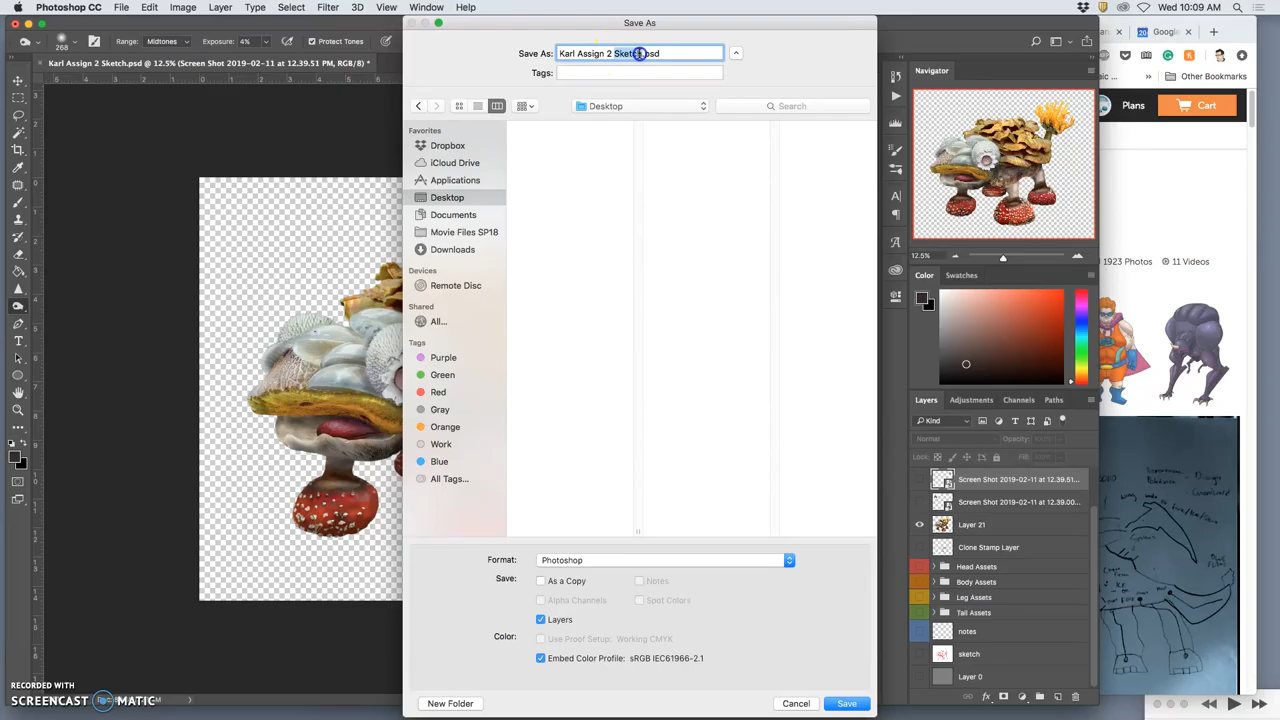 Photoshop CC File Edit Image Layer Type Select Filter 3D View Window Help
Wed 10:09 AM
Save As
268 Range: Midtones Exposure: 4% Protect Tones
Karl Assign 2 Sketch.psd @ 12.5% (Screen Shot 2019-02-11 at 12.39.51 PM, RGB/8) *
Save As: Karl Assign 2 Sketch.psd
Tags:
Desktop
Search
Favorites
Dropbox
iCloud Drive
Applications
Desktop
Documents
Movie Files SP18
Downloads
Devices
Remote Disc
Shared
All...
Tags
Purple
Green
Red
Gray
Orange
Work
Blue
All Tags...
Format: Photoshop
Save: As a Copy Notes
Alpha Channels Spot Colors
Layers
Color: Use Proof Setup: Working CMYK
Embed Color Profile: sRGB IEC61966-2.1
New Folder Cancel Save
Navigator
12.5%
Color Swatches
Layers Adjustments Channels Paths
Kind
Normal Opacity:
Lock: Fill:
Screen Shot 2019-02-11 at 12.39.51...
Screen Shot 2019-02-11 at 12.39.00...
Layer 21
Clone Stamp Layer
Head Assets
Body Assets
Leg Assets
Tail Assets
notes
sketch
Layer 0
fx
20 Google
Other Bookmarks
Plans Cart
1923 Photos 11 Videos
RECORDED WITH
SCREENCAST MATIC